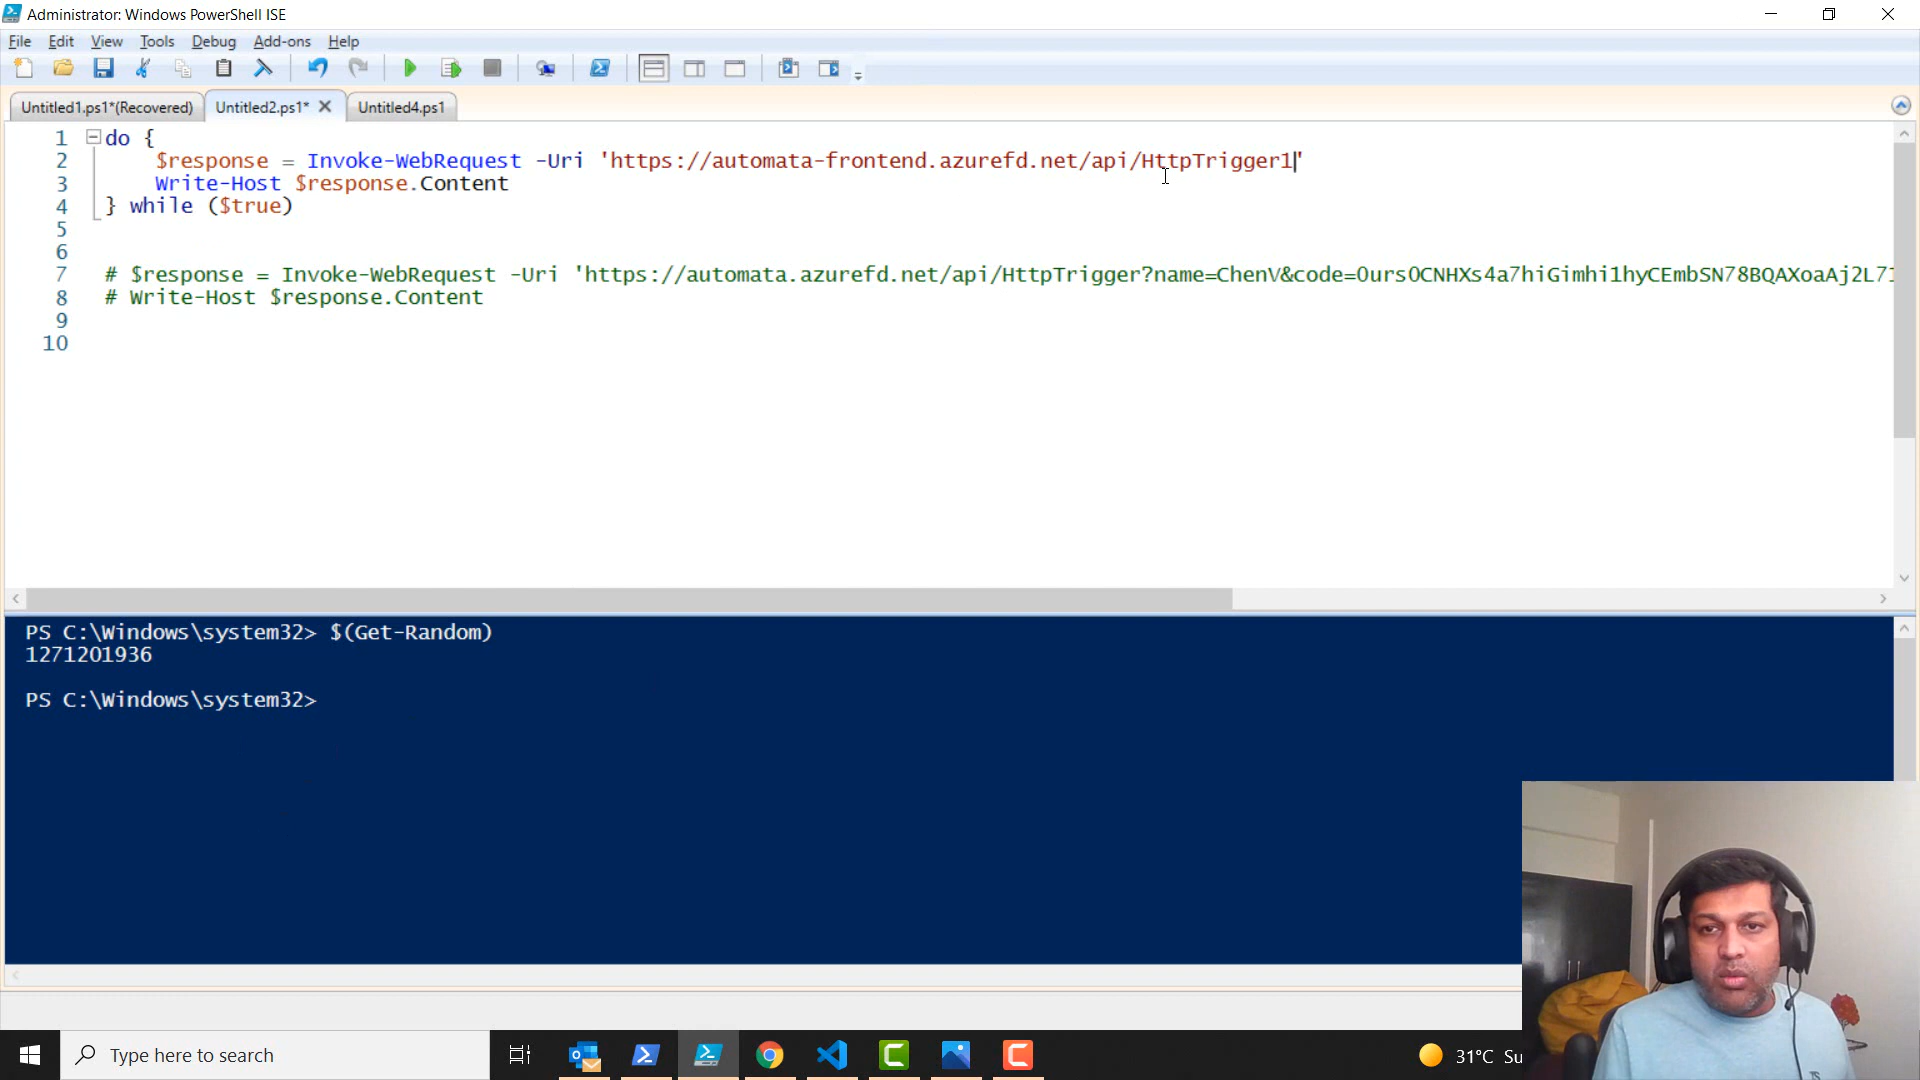 Administrator: Windows PowerShell ISE
File Edit View Tools Debug Add-ons Help
Untitled1.ps1*(Recovered) Untitled2.ps1* Untitled4.ps1
1 do {
2 $response = Invoke-WebRequest -Uri 'https://automata-frontend.azurefd.net/api/HttpTrigger1'
3 Write-Host $response.Content
4 } while ($true)
5
6
7 # $response = Invoke-WebRequest -Uri 'https://automata.azurefd.net/api/HttpTrigger?name=ChenV&code=0ursOCNHXs4a7hiGimhi1hyCEmbSN78BQAXoaAj2L71
8 # Write-Host $response.Content
9
10
PS C:\Windows\system32> $(Get-Random)
1271201936
PS C:\Windows\system32>
Type here to search
31°C Su